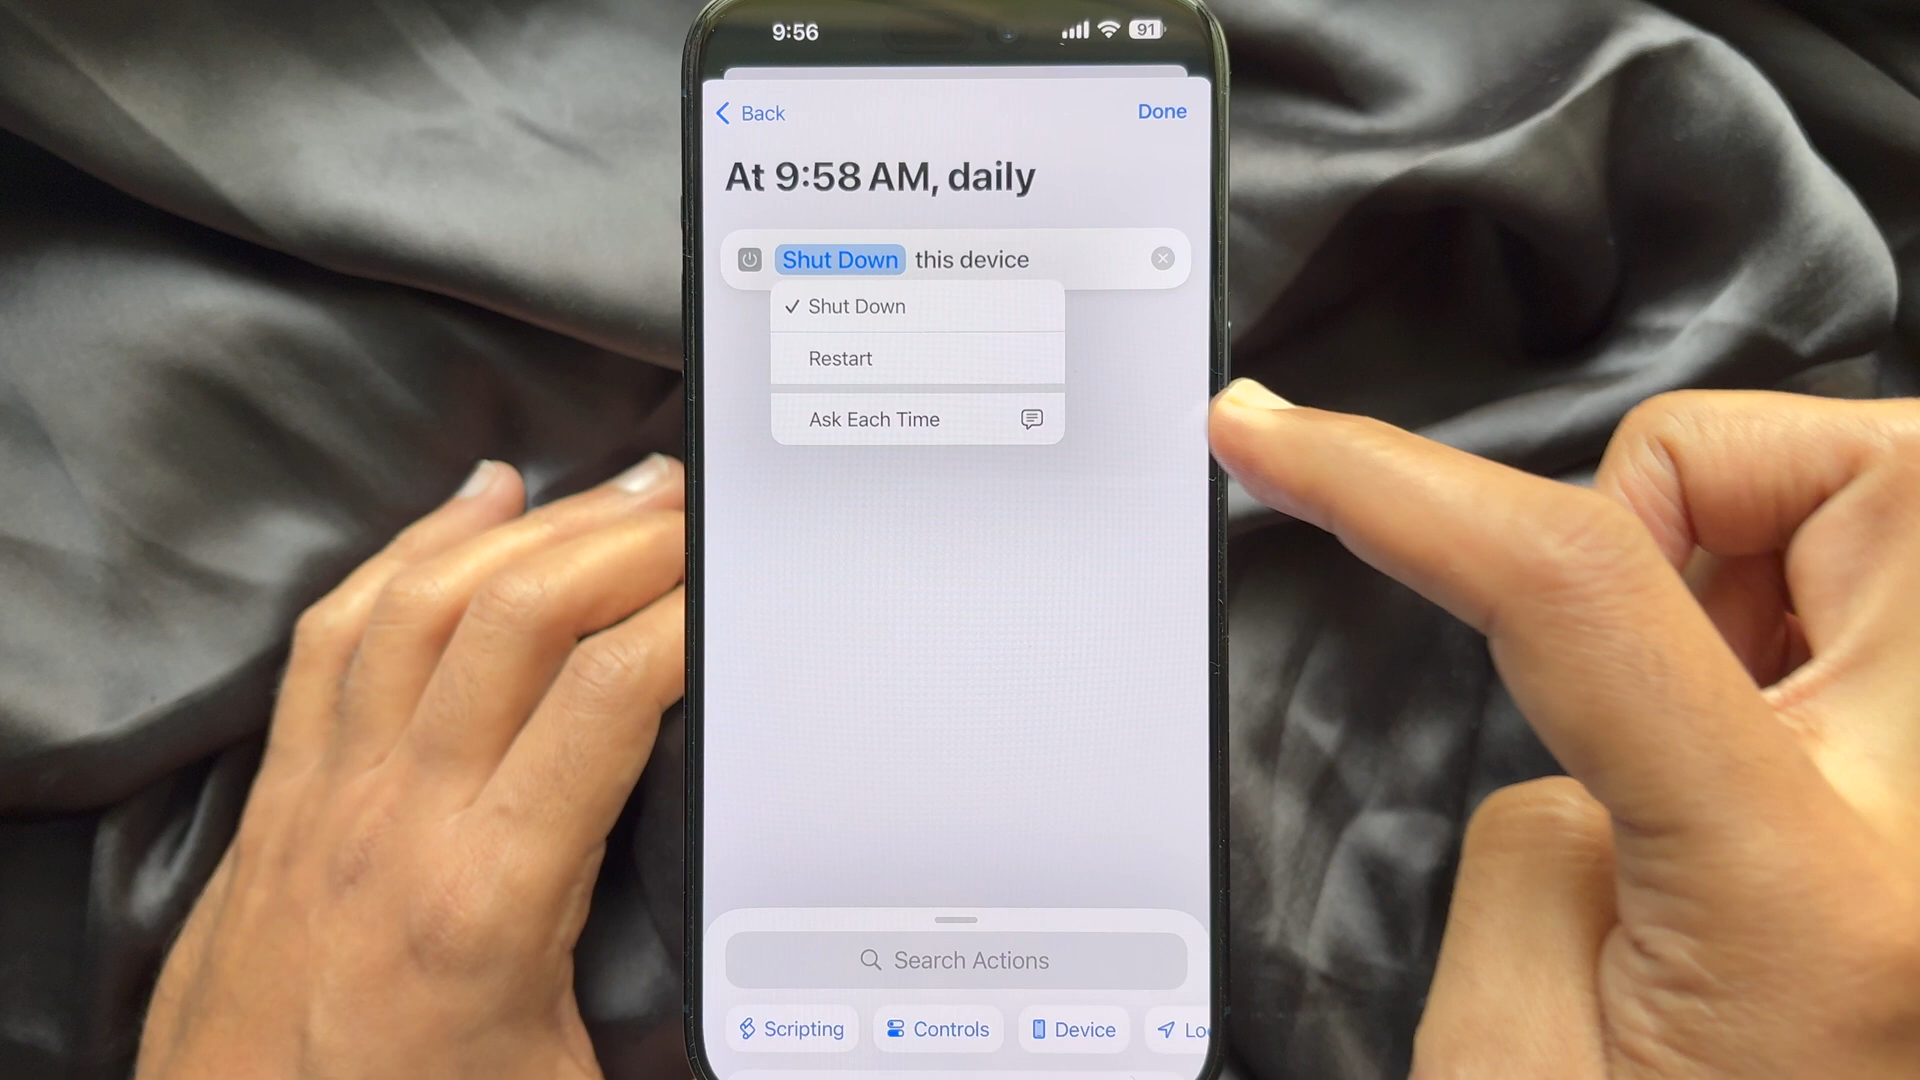 9:56
91
Back
Done
At 9:58 AM, daily
Shut Down this device
Shut Down
Restart
Ask Each Time
Search Actions
Scripting
Controls
Device
Lo